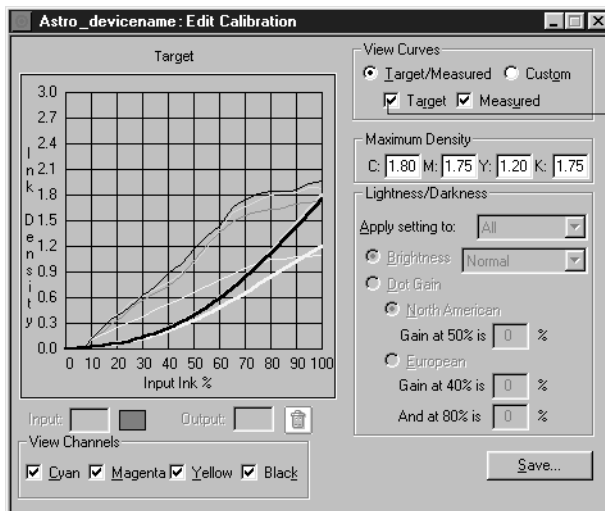 Astro_devicename: Edit Calibration
Target
3.0
2.7
2.4
2.1
1.8
1.5
1.2
0.9
0.6
0.3
0.0
Ink Density
0 10 20 30 40 50 60 70 80 90 100
Input Ink %
Input: Output:
View Channels
Cyan Magenta Yellow Black
View Curves
Target/Measured Custom
Target Measured
Maximum Density
C: 1.80 M: 1.75 Y: 1.20 K: 1.75
Lightness/Darkness
Apply setting to: All
Brightness Normal
Dot Gain
North American
Gain at 50% is 0 %
European
Gain at 40% is 0 %
And at 80% is 0 %
Save...